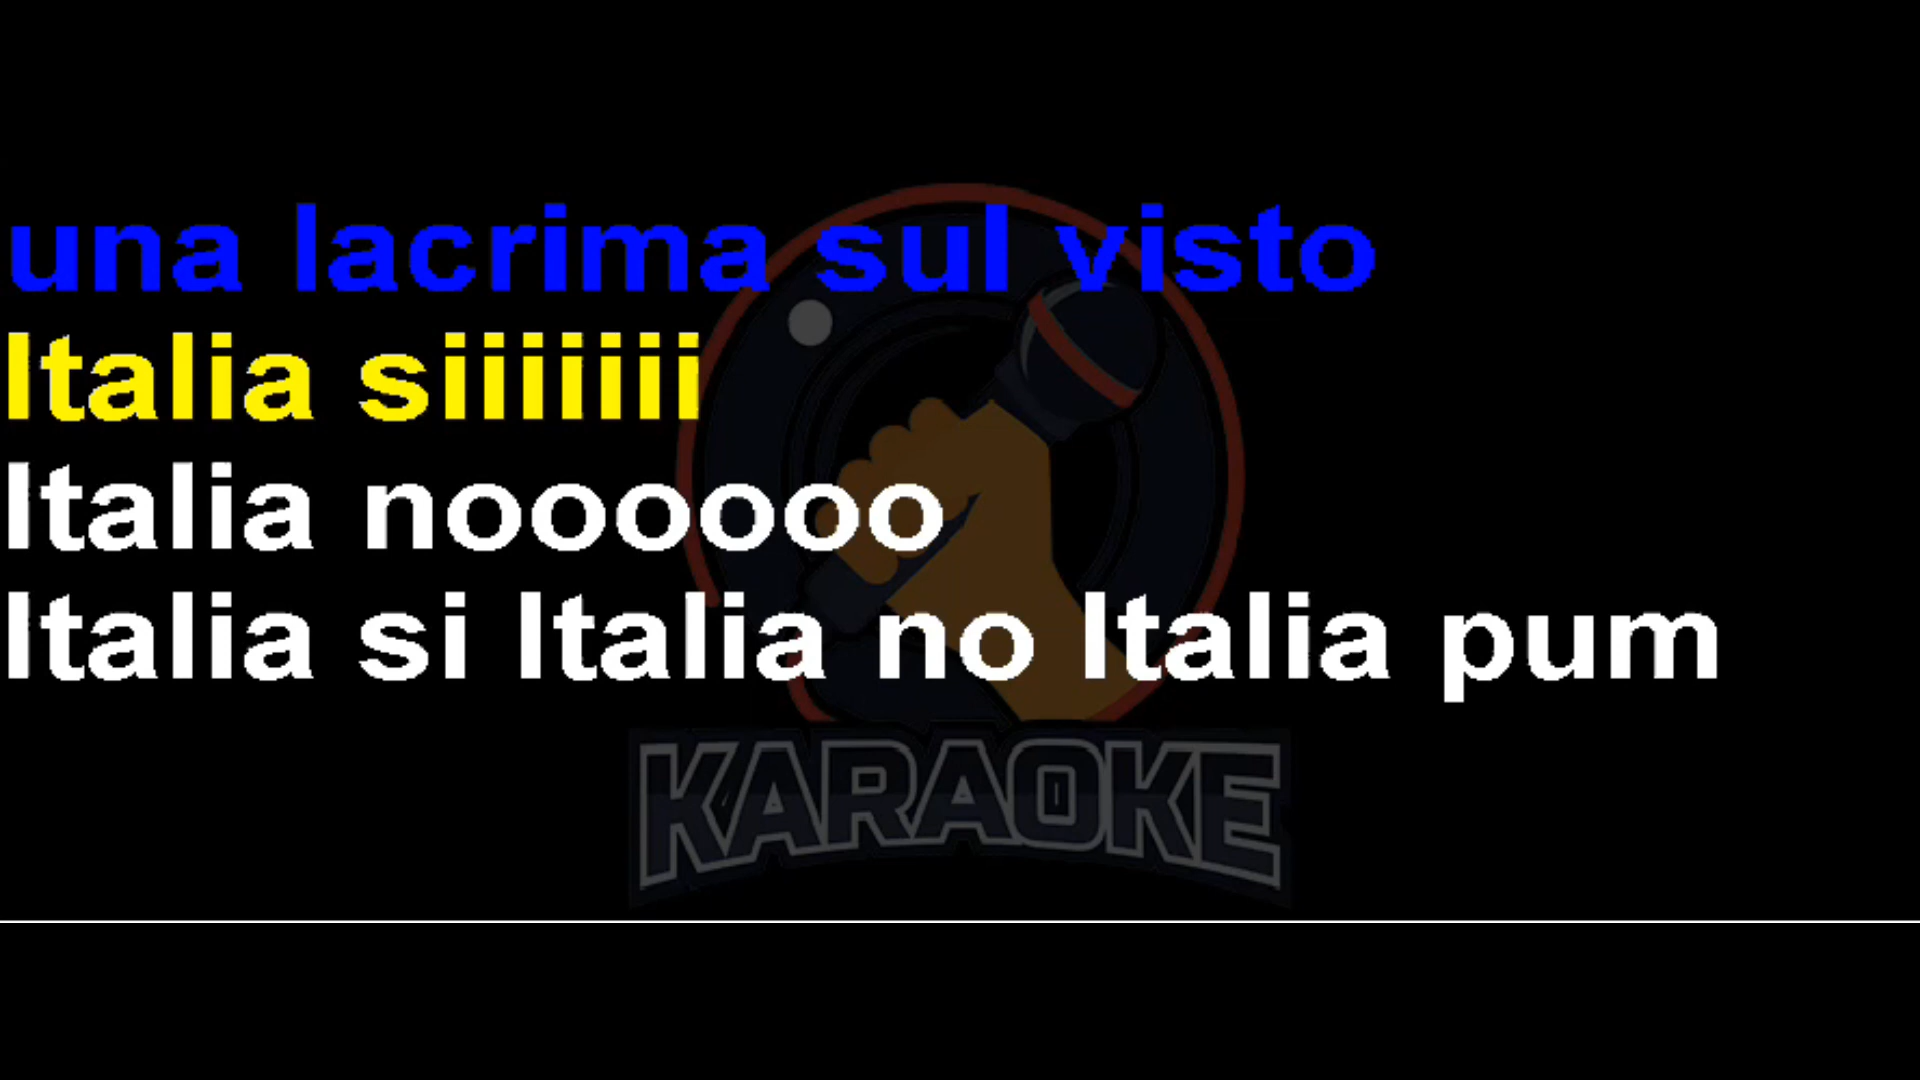 una lacrima sul visto
Italia siiiiiii
Italia noooooo
Italia si Italia no Italia pum
KARAOKE